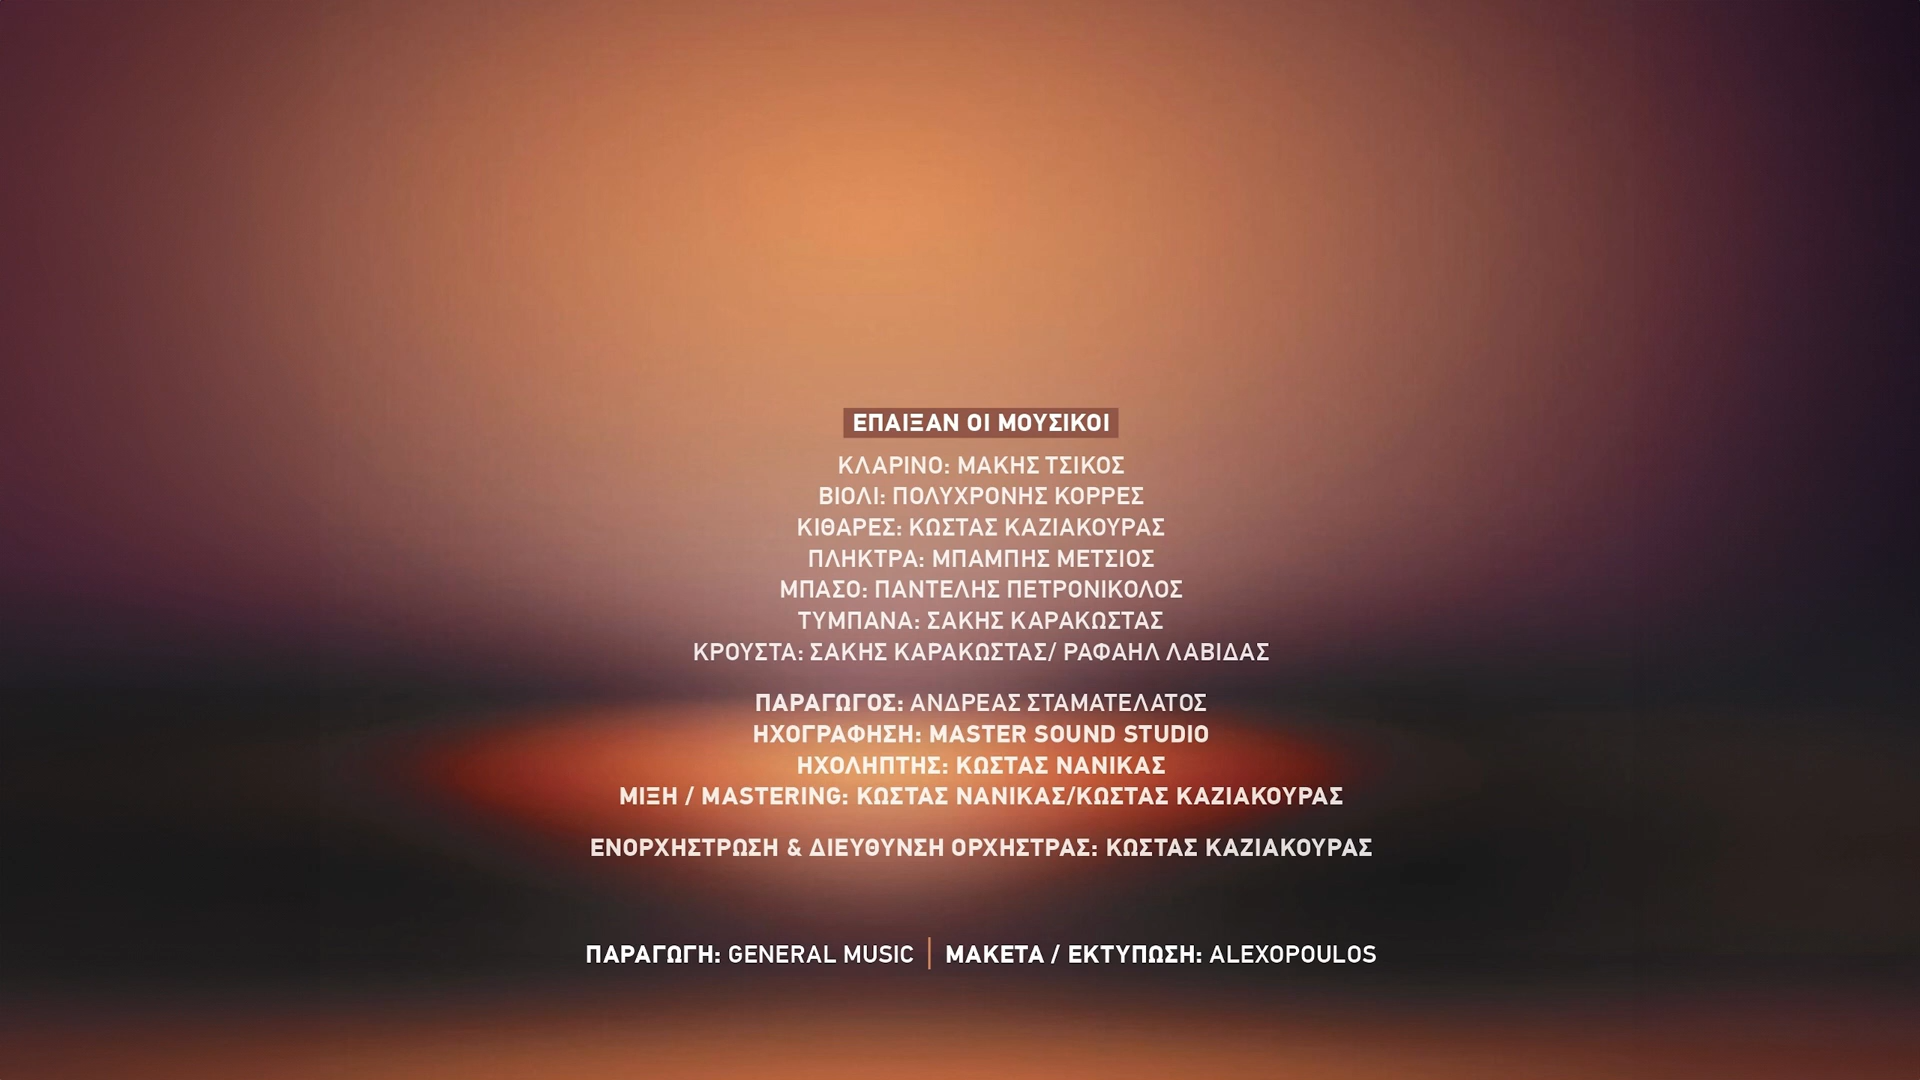 ΕΠΑΙΞΑΝ ΟΙ ΜΟΥΣΙΚΟΙ
ΚΛΑΡΙΝΟ: ΜΑΚΗΣ ΤΣΙΚΟΣ
ΒΙΟΛΙ: ΠΟΛΥΧΡΟΝΗΣ ΚΟΡΡΕΣ
ΚΙΘΑΡΕΣ: ΚΩΣΤΑΣ ΚΑΖΙΑΚΟΥΡΑΣ
ΠΛΗΚΤΡΑ: ΜΠΑΜΠΗΣ ΜΕΤΣΙΟΣ
ΜΠΑΣΟ: ΠΑΝΤΕΛΗΣ ΠΕΤΡΟΝΙΚΟΛΟΣ
ΤΥΜΠΑΝΑ: ΣΑΚΗΣ ΚΑΡΑΚΩΣΤΑΣ
ΚΡΟΥΣΤΑ: ΣΑΚΗΣ ΚΑΡΑΚΩΣΤΑΣ/ ΡΑΦΑΗΛ ΛΑΒΙΔΑΣ
ΠΑΡΑΓΩΓΟΣ: ΑΝΔΡΕΑΣ ΣΤΑΜΑΤΕΛΑΤΟΣ
ΗΧΟΓΡΑΦΗΣΗ: MASTER SOUND STUDIO
ΗΧΟΛΗΠΤΗΣ: ΚΩΣΤΑΣ ΝΑΝΙΚΑΣ
ΜΙΞΗ / MASTERING: ΚΩΣΤΑΣ ΝΑΝΙΚΑΣ/ΚΩΣΤΑΣ ΚΑΖΙΑΚΟΥΡΑΣ
ΕΝΟΡΧΗΣΤΡΩΣΗ & ΔΙΕΥΘΥΝΣΗ ΟΡΧΗΣΤΡΑΣ: ΚΩΣΤΑΣ ΚΑΖΙΑΚΟΥΡΑΣ
ΠΑΡΑΓΩΓΗ: GENERAL MUSIC | ΜΑΚΕΤΑ / ΕΚΤΥΠΩΣΗ: ALEXOPOULOS